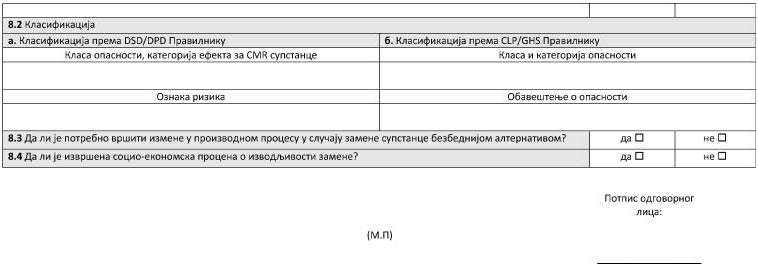 8.2 Класификација
а. Класификација према DSD/DPD Правилнику б. Класификација према CLP/GHS Правилнику
Класа опасности, категорија ефекта за CMR супстанце Класа и категорија опасности
Ознака ризика Обавештење о опасности
8.3 Да ли је потребно вршити измене у производном процесу у случају замене супстанце безбеднијом алтернативом? да ☐ не ☐
8.4 Да ли је извршена социо-економска процена о изводљивости замене? да ☐ не ☐
Потпис одговорног
лица:
(М.П)